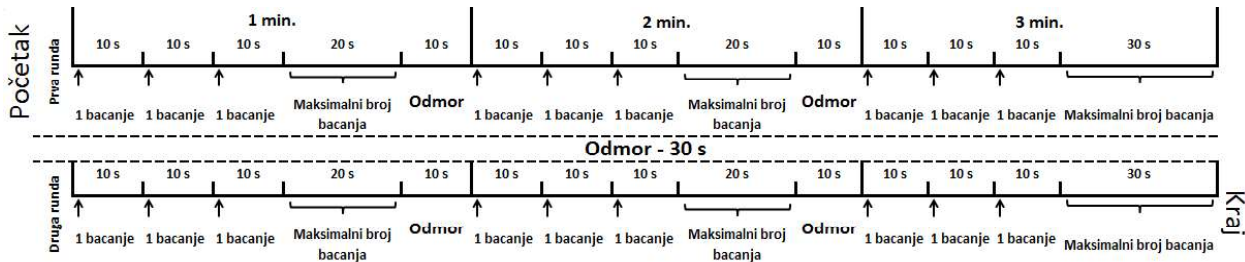 Početak
Prva runda
1 min. 2 min. 3 min.
10 s 10 s 10 s 20 s 10 s 10 s 10 s 10 s 20 s 10 s 10 s 10 s 10 s 30 s
1 bacanje 1 bacanje 1 bacanje Maksimalni broj bacanja Odmor 1 bacanje 1 bacanje 1 bacanje Maksimalni broj bacanja Odmor 1 bacanje 1 bacanje 1 bacanje Maksimalni broj bacanja
Odmor - 30 s
Druga runda
10 s 10 s 10 s 20 s 10 s 10 s 10 s 10 s 20 s 10 s 10 s 10 s 10 s 30 s
1 bacanje 1 bacanje 1 bacanje Maksimalni broj bacanja Odmor 1 bacanje 1 bacanje 1 bacanje Maksimalni broj bacanja Odmor 1 bacanje 1 bacanje 1 bacanje Maksimalni broj bacanja
Kraj